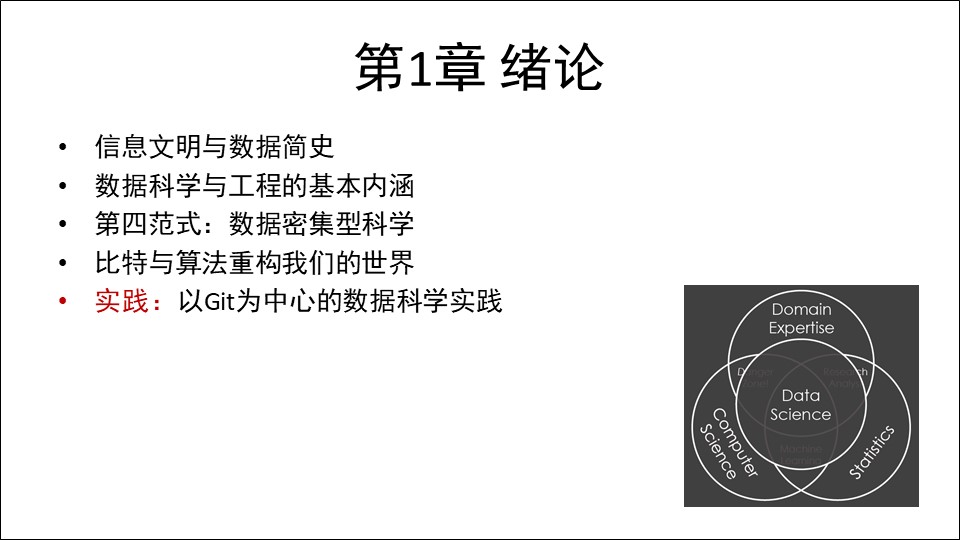 第1章 绪论
• 信息文明与数据简史
• 数据科学与工程的基本内涵
• 第四范式：数据密集型科学
• 比特与算法重构我们的世界
• 实践：以Git为中心的数据科学实践
Domain
Expertise
Danger
Zone!
Research
Analyst
Data
Science
Computer
Science
Statistics
Machine
Learning